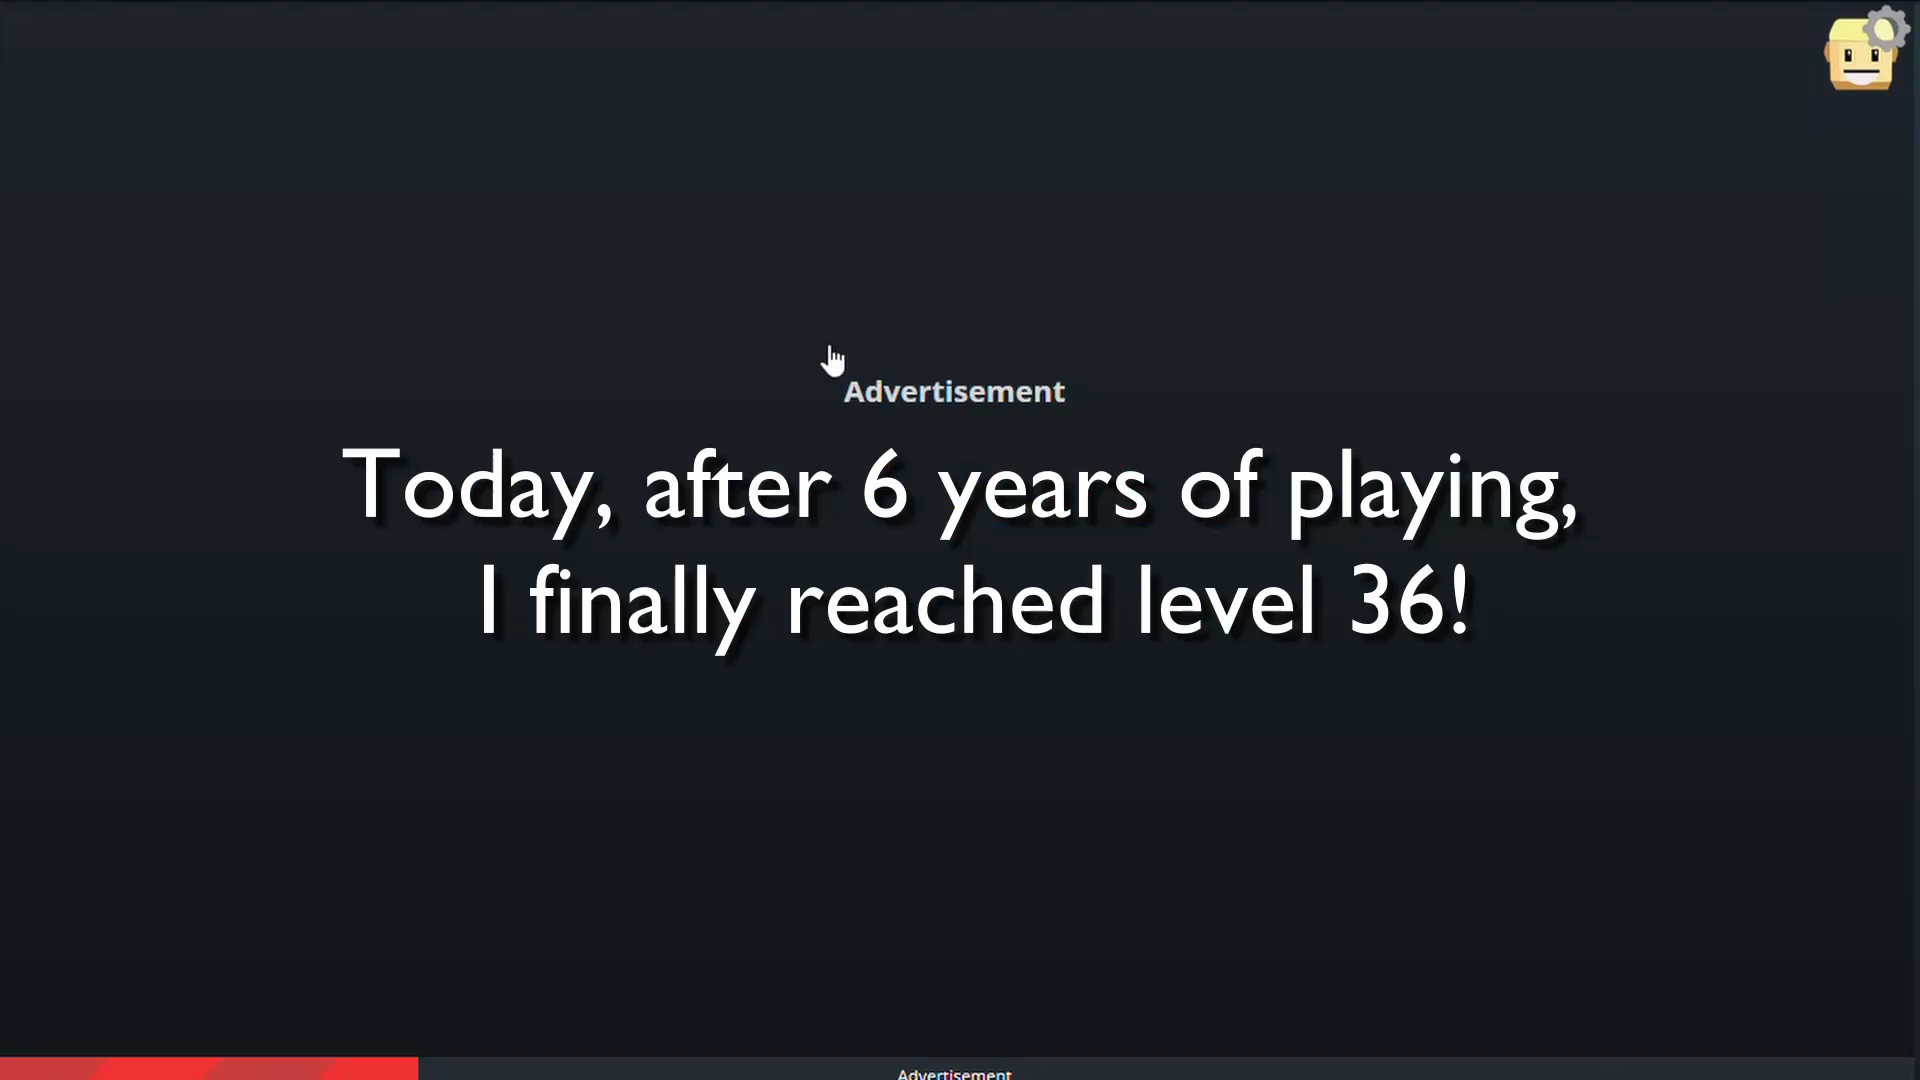 Advertisement
Today, after 6 years of playing,
I finally reached level 36!
Advertisement